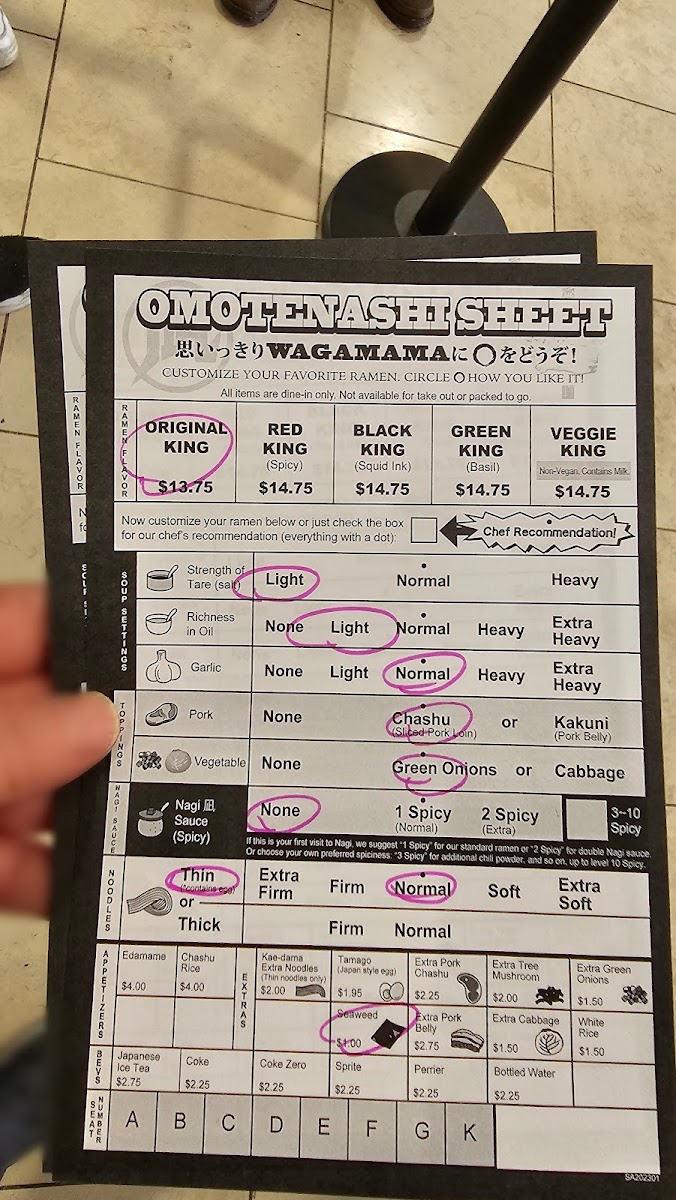 OMOTENASHI SHEET
思いっきりWAGAMAMAに〇をどうぞ!
CUSTOMIZE YOUR FAVORITE RAMEN. CIRCLE O HOW YOU LIKE IT!
All items are dine-in only. Not available for take out or packed to go.
RAMEN FLAVOR
RAMEN FLAVOR
ORIGINAL KING $13.75
RED KING (Spicy) $14.75
BLACK KING (Squid Ink) $14.75
GREEN KING (Basil) $14.75
VEGGIE KING Non-Vegan. Contains Milk. $14.75
Now customize your ramen below or just check the box
for our chef's recommendation (everything with a dot):
Chef Recommendation!
SOUP SETTINGS
Strength of Tare (salt) Light Normal Heavy
Richness in Oil None Light Normal Heavy Extra Heavy
Garlic None Light Normal Heavy Extra Heavy
TOPPINGS
Pork None Chashu (Sliced Pork Loin) or Kakuni (Pork Belly)
Vegetable None Green Onions or Cabbage
NAGI SAUCE
Nagi 凪 Sauce (Spicy) None 1 Spicy (Normal) 2 Spicy (Extra) 3~10 Spicy
If this is your first visit to Nagi, we suggest "1 Spicy" for our standard ramen or "2 Spicy" for double Nagi sauce.
Or choose your own preferred spiciness: "3 Spicy" for additional chili powder, and so on, up to level 10 Spicy.
NOODLES
Thin (*contains egg) Extra Firm Firm Normal Soft Extra Soft
or
Thick Firm Normal
APPETIZERS
Edamame $4.00
Chashu Rice $4.00
EXTRAS
Kae-dama Extra Noodles (Thin noodles only) $2.00
Tamago (Japan style egg) $1.95
Extra Pork Chashu $2.25
Extra Tree Mushroom $2.00
Extra Green Onions $1.50
Seaweed $1.00
Extra Pork Belly $2.75
Extra Cabbage $1.50
White Rice $1.50
BEVS
Japanese Ice Tea $2.75
Coke $2.25
Coke Zero $2.25
Sprite $2.25
Perrier $2.25
Bottled Water $2.25
SEAT NUMBER
A B C D E F G K
SA202301